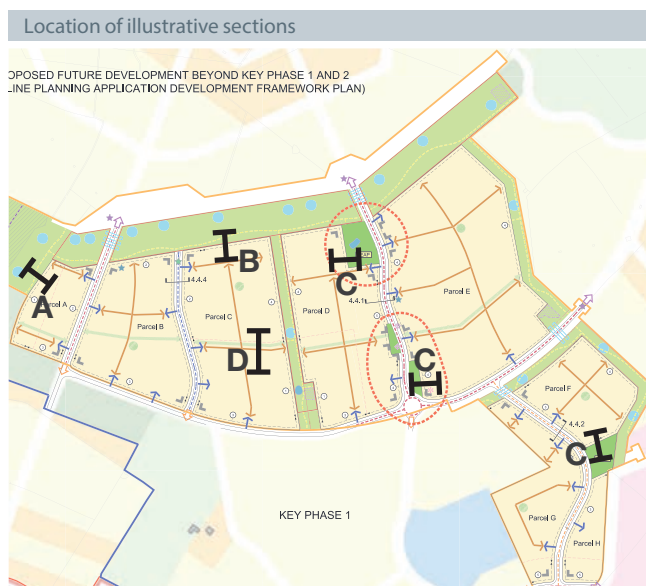 Location of illustrative sections
OPOSED FUTURE DEVELOPMENT BEYOND KEY PHASE 1 AND 2
LINE PLANNING APPLICATION DEVELOPMENT FRAMEWORK PLAN)
A
B
C
D
C
C
Parcel A
Parcel B
Parcel C
Parcel D
Parcel E
Parcel F
Parcel G
Parcel H
4.4.4
4.4.1
4.4.2
KEY PHASE 1